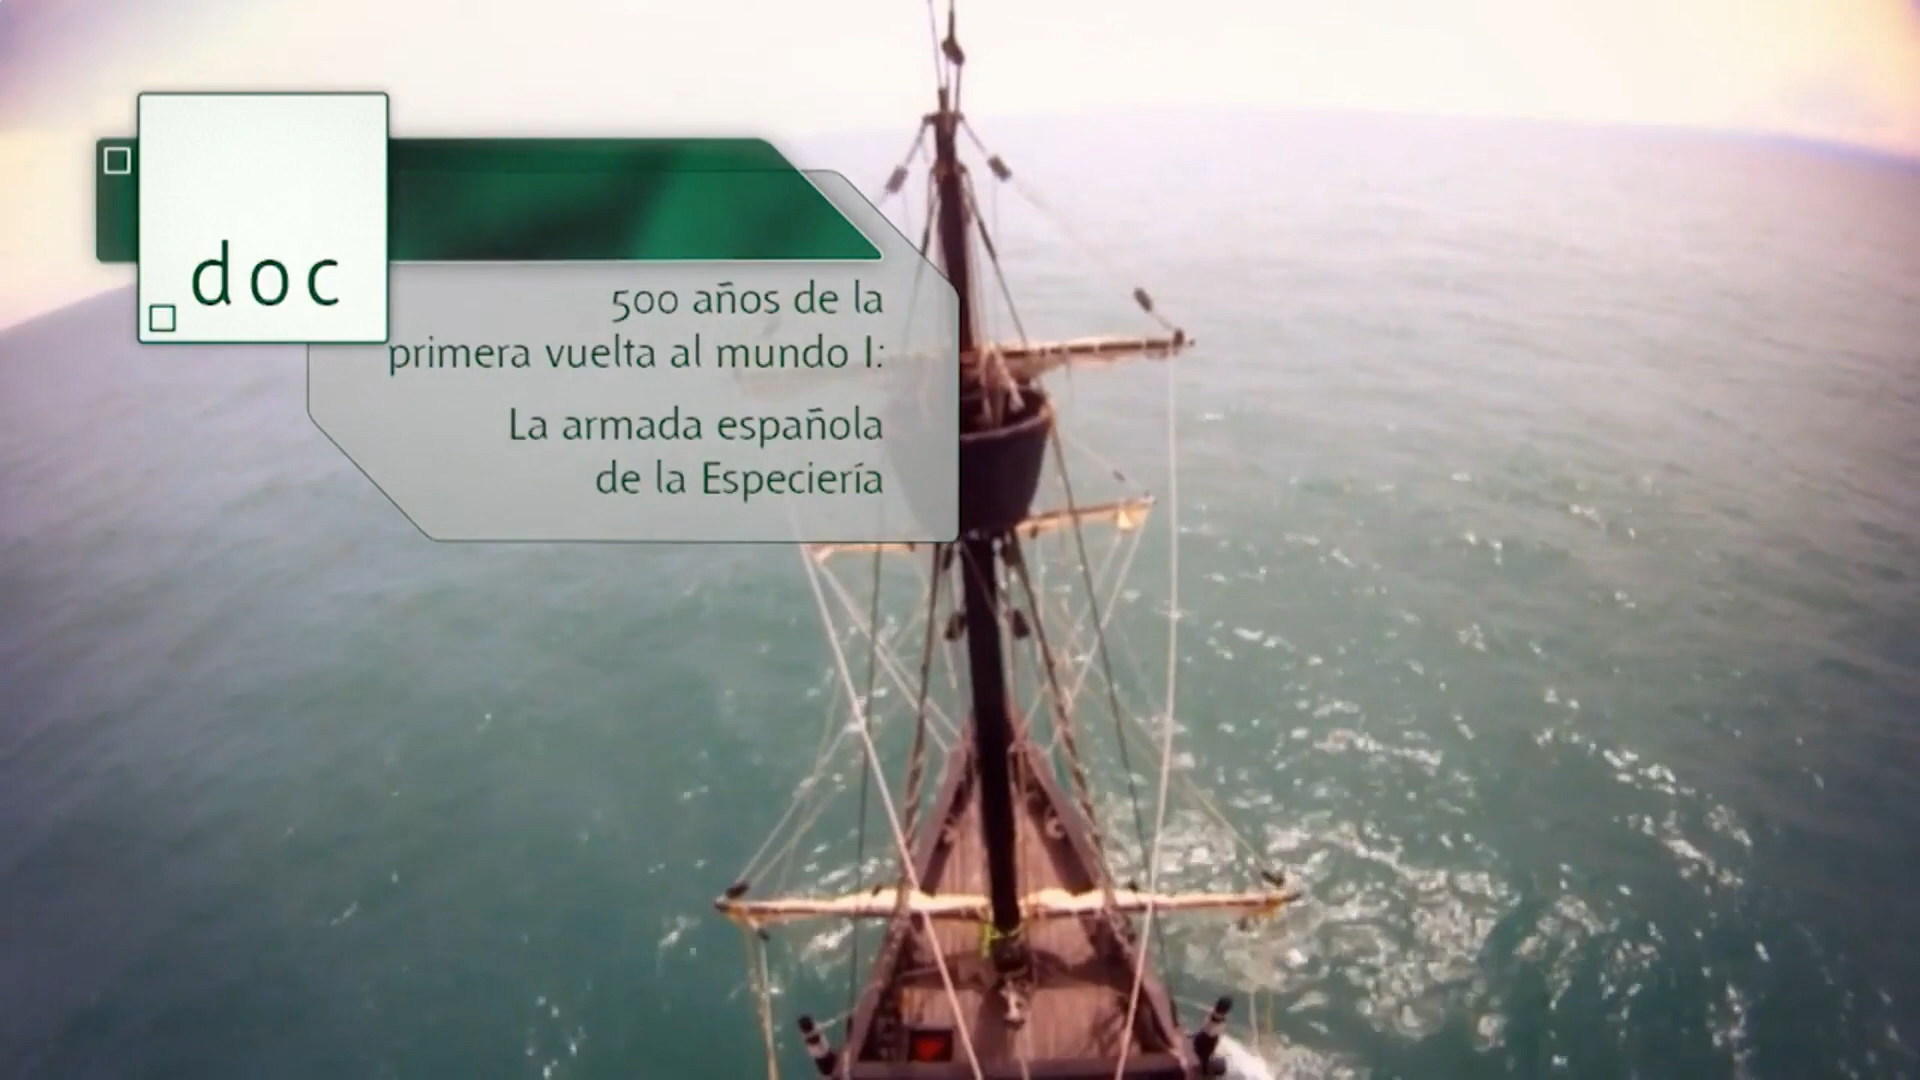 doc
500 años de la
primera vuelta al mundo I:
La armada española
de la Especiería